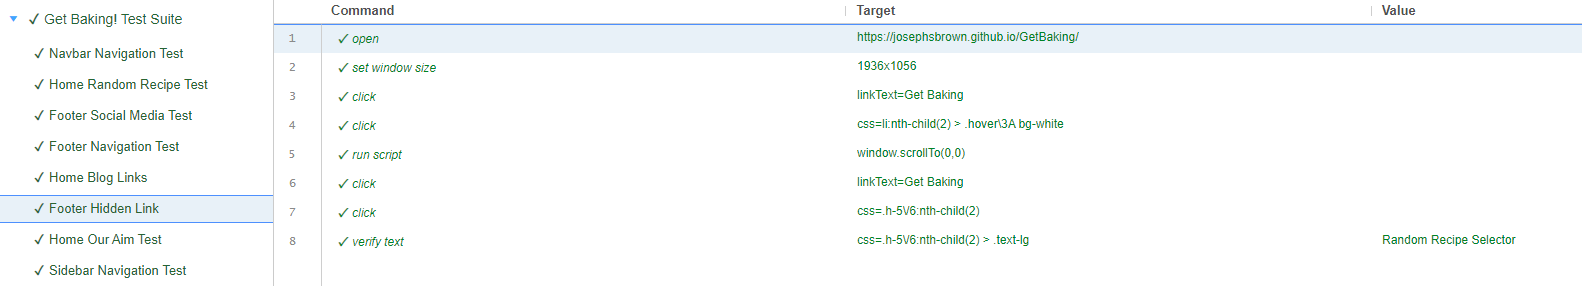 ✓ Get Baking! Test Suite
✓ Navbar Navigation Test
✓ Home Random Recipe Test
✓ Footer Social Media Test
✓ Footer Navigation Test
✓ Home Blog Links
✓ Footer Hidden Link
✓ Home Our Aim Test
✓ Sidebar Navigation Test
Command Target Value
1 ✓ open https://josephsbrown.github.io/GetBaking/
2 ✓ set window size 1936x1056
3 ✓ click linkText=Get Baking
4 ✓ click css=li:nth-child(2) > .hover\3A bg-white
5 ✓ run script window.scrollTo(0,0)
6 ✓ click linkText=Get Baking
7 ✓ click css=.h-5\/6:nth-child(2)
8 ✓ verify text css=.h-5\/6:nth-child(2) > .text-lg Random Recipe Selector